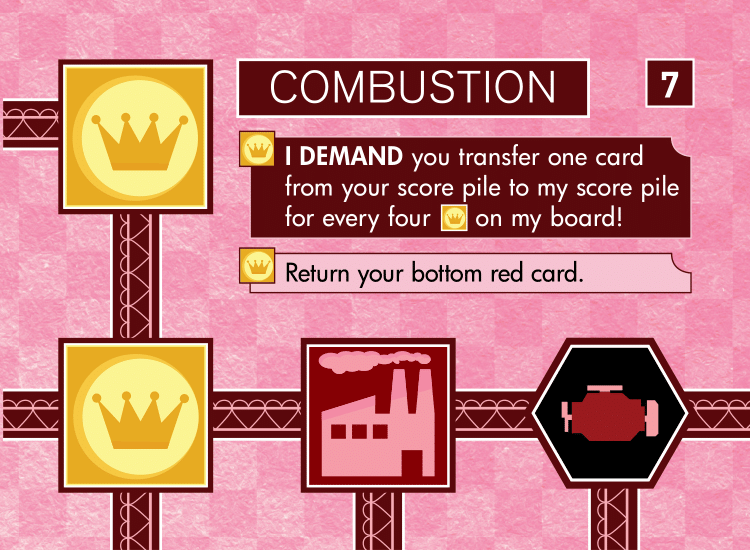 COMBUSTION
7
I DEMAND you transfer one card
from your score pile to my score pile
for every four on my board!
Return your bottom red card.